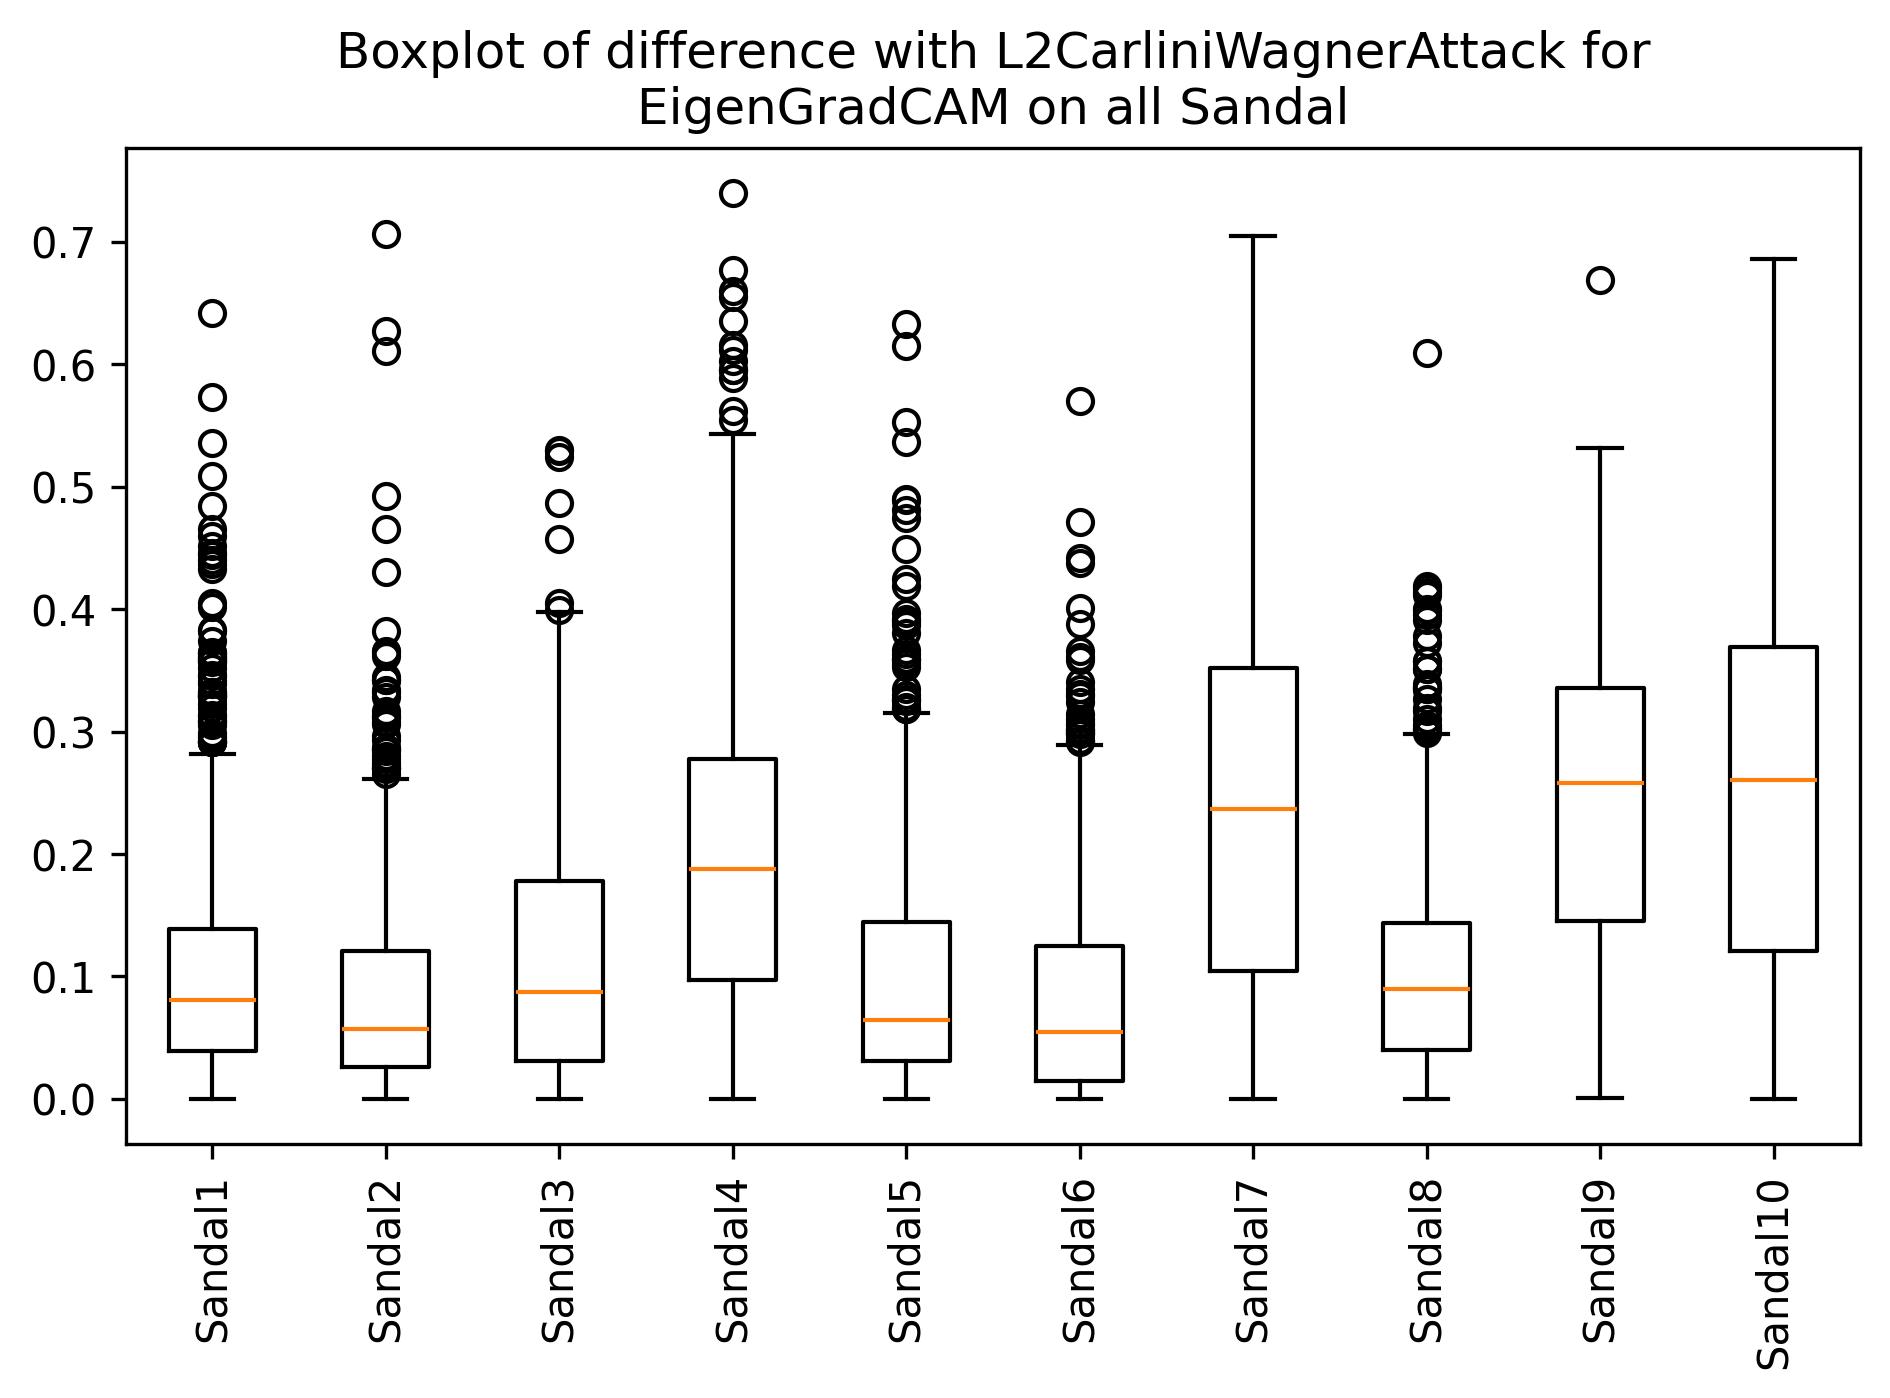 Boxplot of difference with L2CarliniWagnerAttack for
EigenGradCAM on all Sandal
0.7
0.6
0.5
0.4
0.3
0.2
0.1
0.0
Sandal1
Sandal2
Sandal3
Sandal4
Sandal5
Sandal6
Sandal7
Sandal8
Sandal9
Sandal10